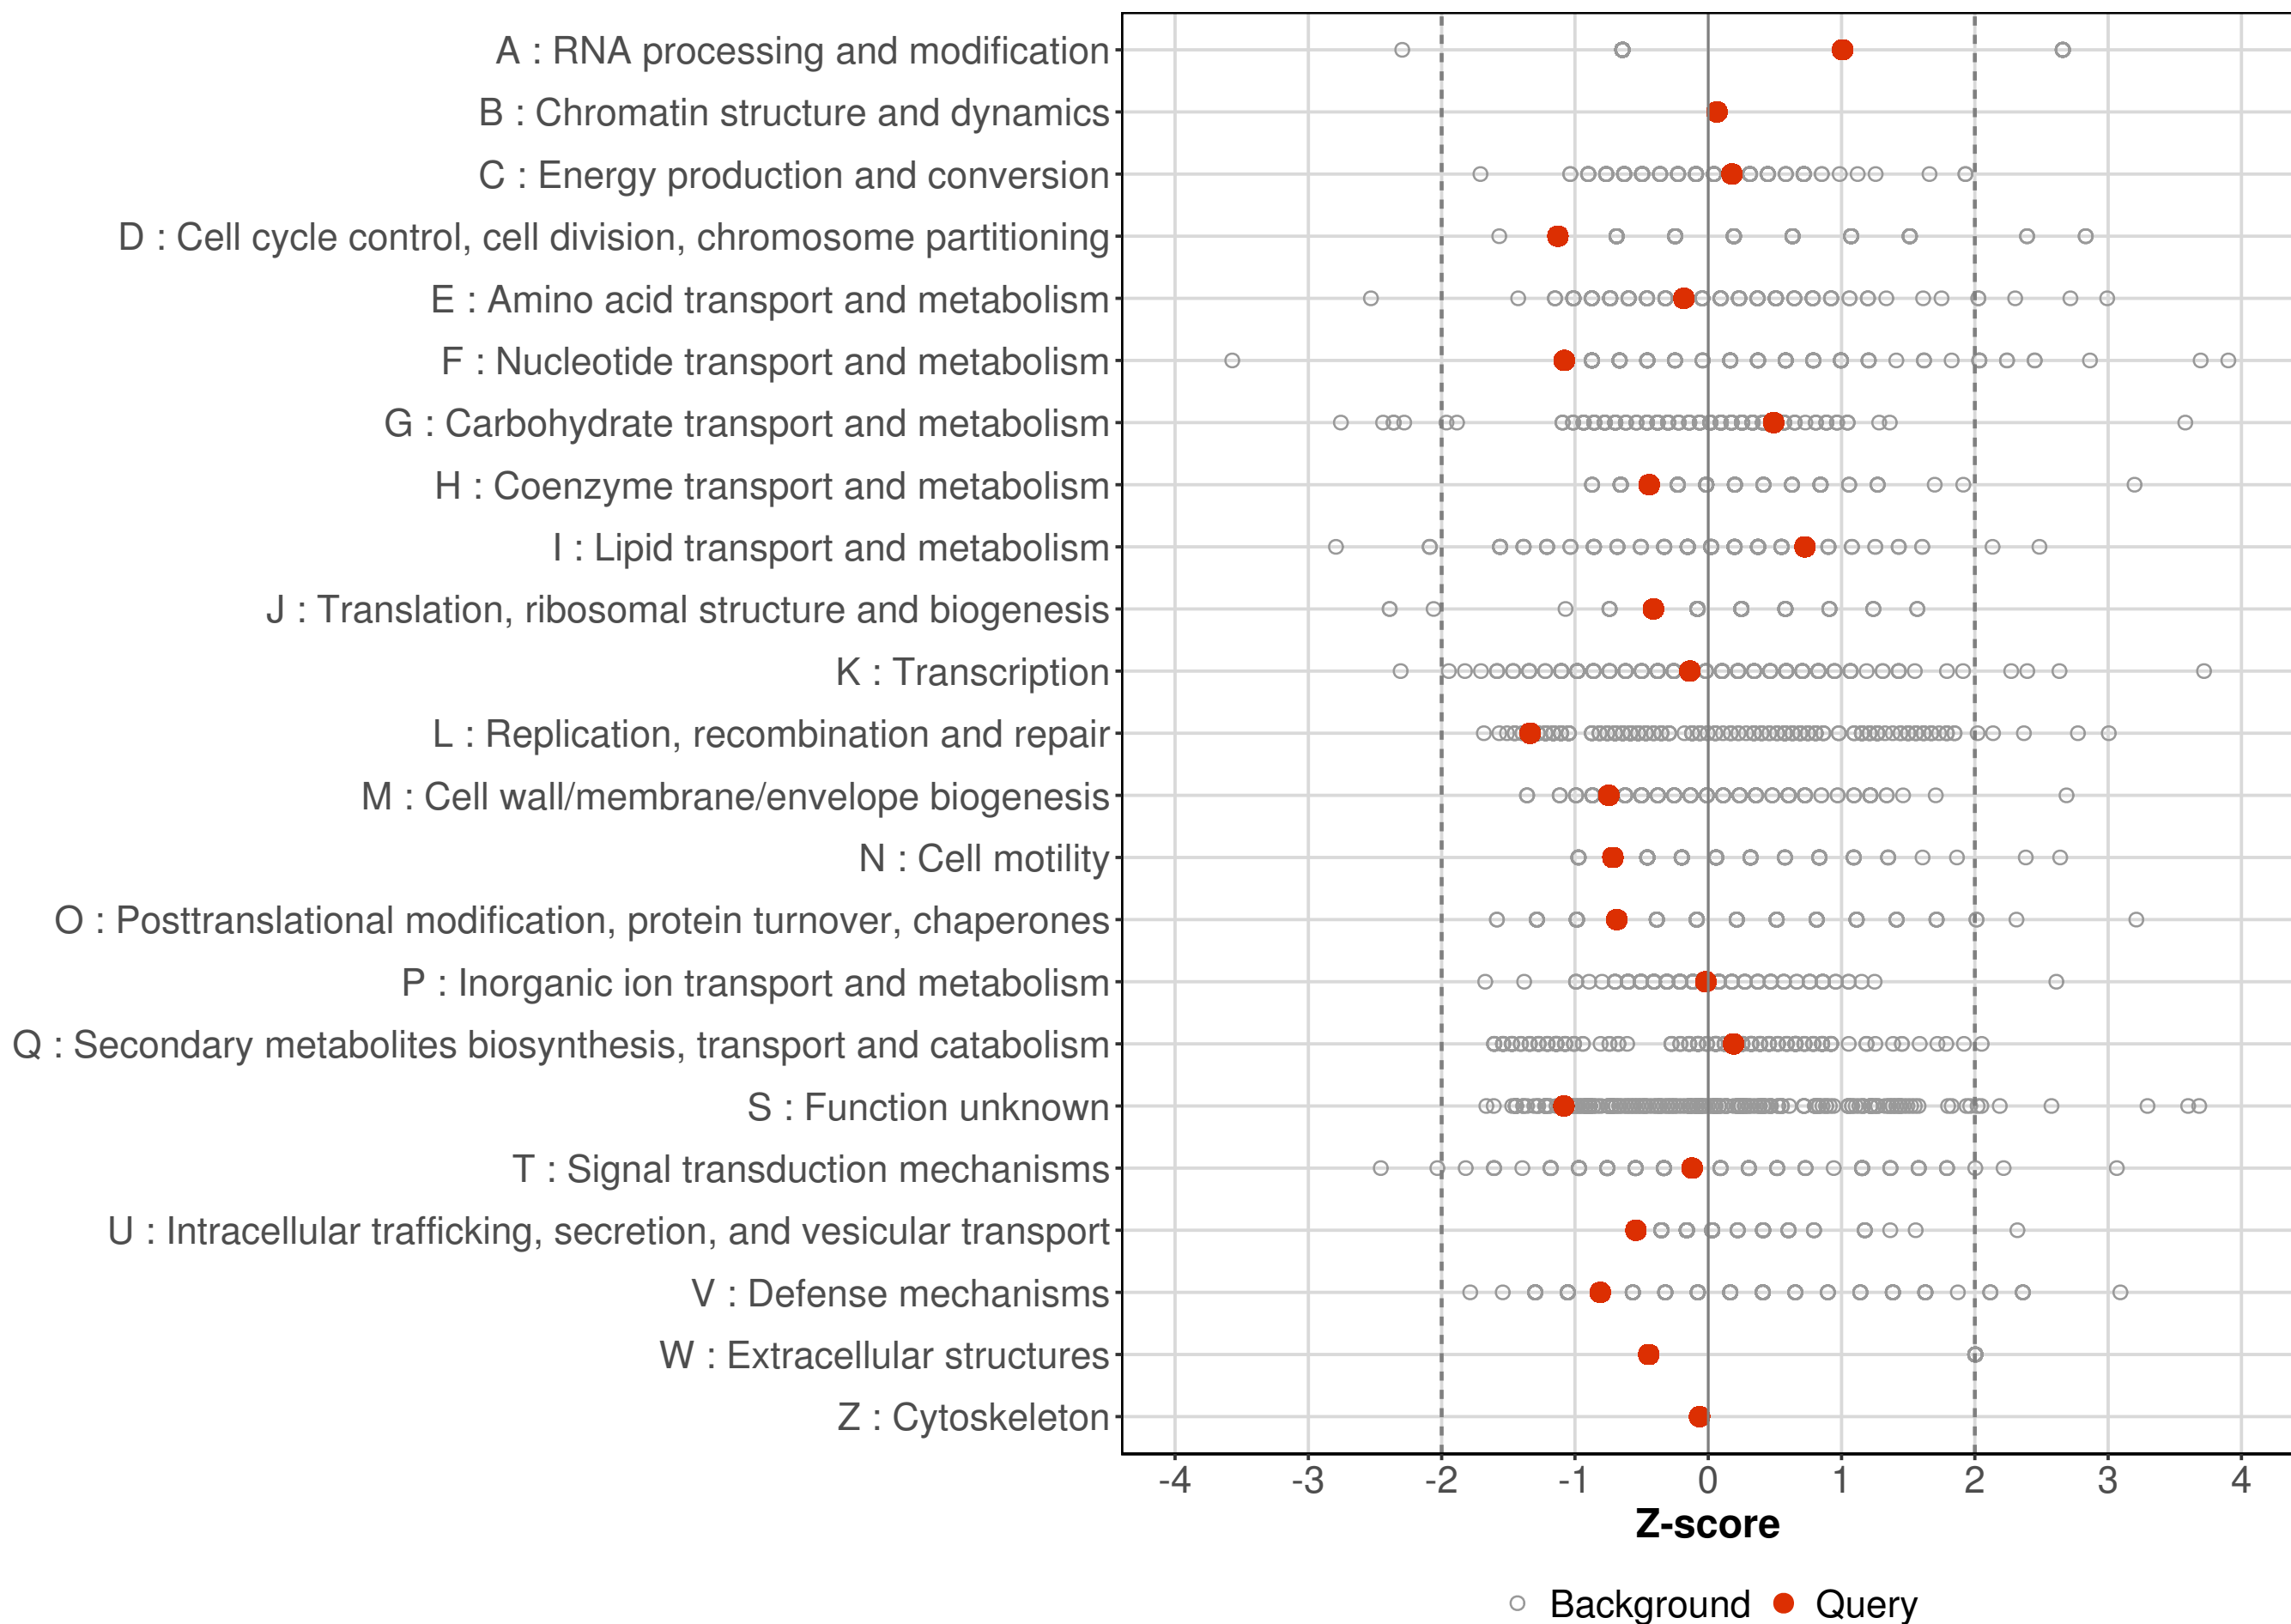 A : RNA processing and modification
B : Chromatin structure and dynamics
C : Energy production and conversion
D : Cell cycle control, cell division, chromosome partitioning
E : Amino acid transport and metabolism
F : Nucleotide transport and metabolism
G : Carbohydrate transport and metabolism
H : Coenzyme transport and metabolism
I : Lipid transport and metabolism
J : Translation, ribosomal structure and biogenesis
K : Transcription
L : Replication, recombination and repair
M : Cell wall/membrane/envelope biogenesis
N : Cell motility
O : Posttranslational modification, protein turnover, chaperones
P : Inorganic ion transport and metabolism
Q : Secondary metabolites biosynthesis, transport and catabolism
S : Function unknown
T : Signal transduction mechanisms
U : Intracellular trafficking, secretion, and vesicular transport
V : Defense mechanisms
W : Extracellular structures
Z : Cytoskeleton
-4 -3 -2 -1 0 1 2 3 4
Z-score
Background Query